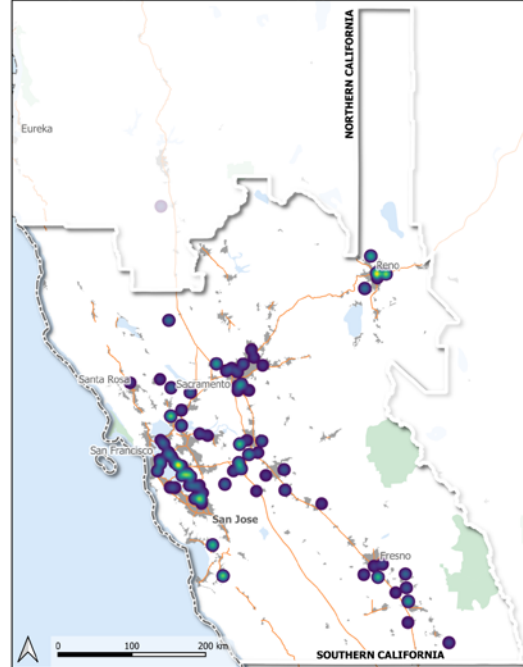 NORTHERN CALIFORNIA
Eureka
Reno
Santa Rosa
Sacramento
San Francisco
San Jose
Fresno
0 100 200 km
SOUTHERN CALIFORNIA